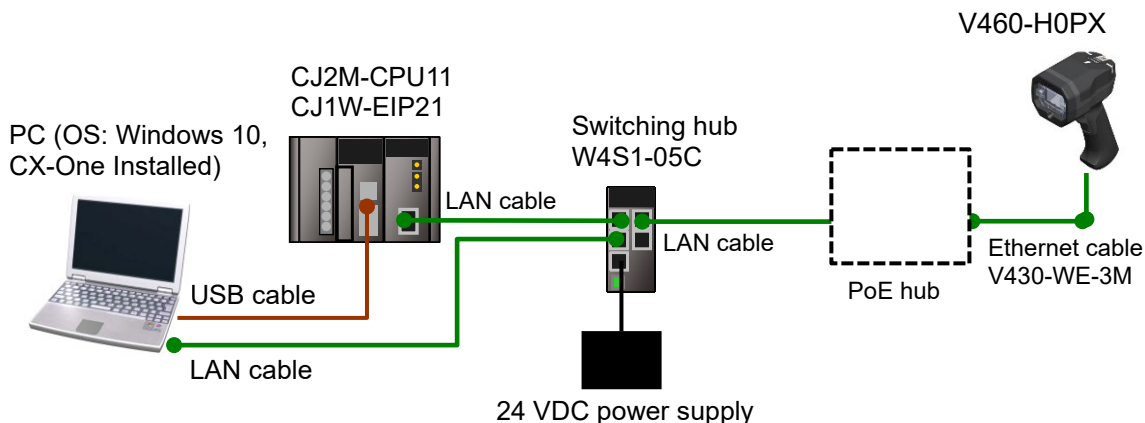 V460-H0PX
CJ2M-CPU11
CJ1W-EIP21
PC (OS: Windows 10,
CX-One Installed)
Switching hub
W4S1-05C
LAN cable
LAN cable
Ethernet cable
V430-WE-3M
PoE hub
USB cable
LAN cable
24 VDC power supply